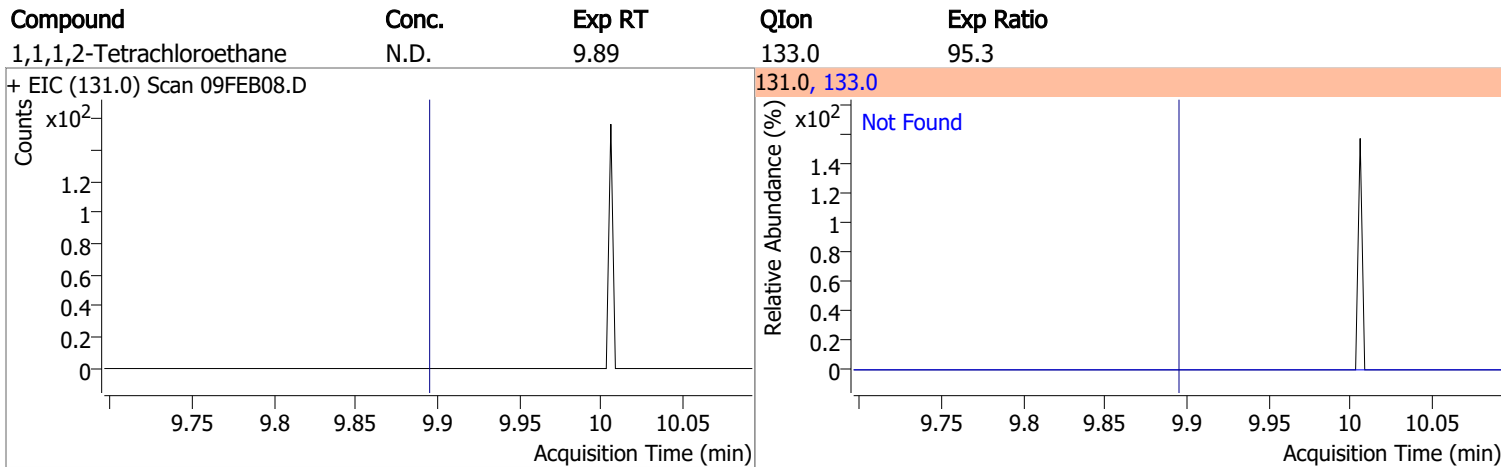 Compound Conc. Exp RT QIon Exp Ratio
1,1,1,2-Tetrachloroethane N.D. 9.89 133.0 95.3
+ EIC (131.0) Scan 09FEB08.D
Counts
x10²
1.2
1
0.8
0.6
0.4
0.2
0
9.75 9.8 9.85 9.9 9.95 10 10.05
Acquisition Time (min)
131.0, 133.0
Relative Abundance (%)
x10²
Not Found
1.4
1.2
1
0.8
0.6
0.4
0.2
0
9.75 9.8 9.85 9.9 9.95 10 10.05
Acquisition Time (min)